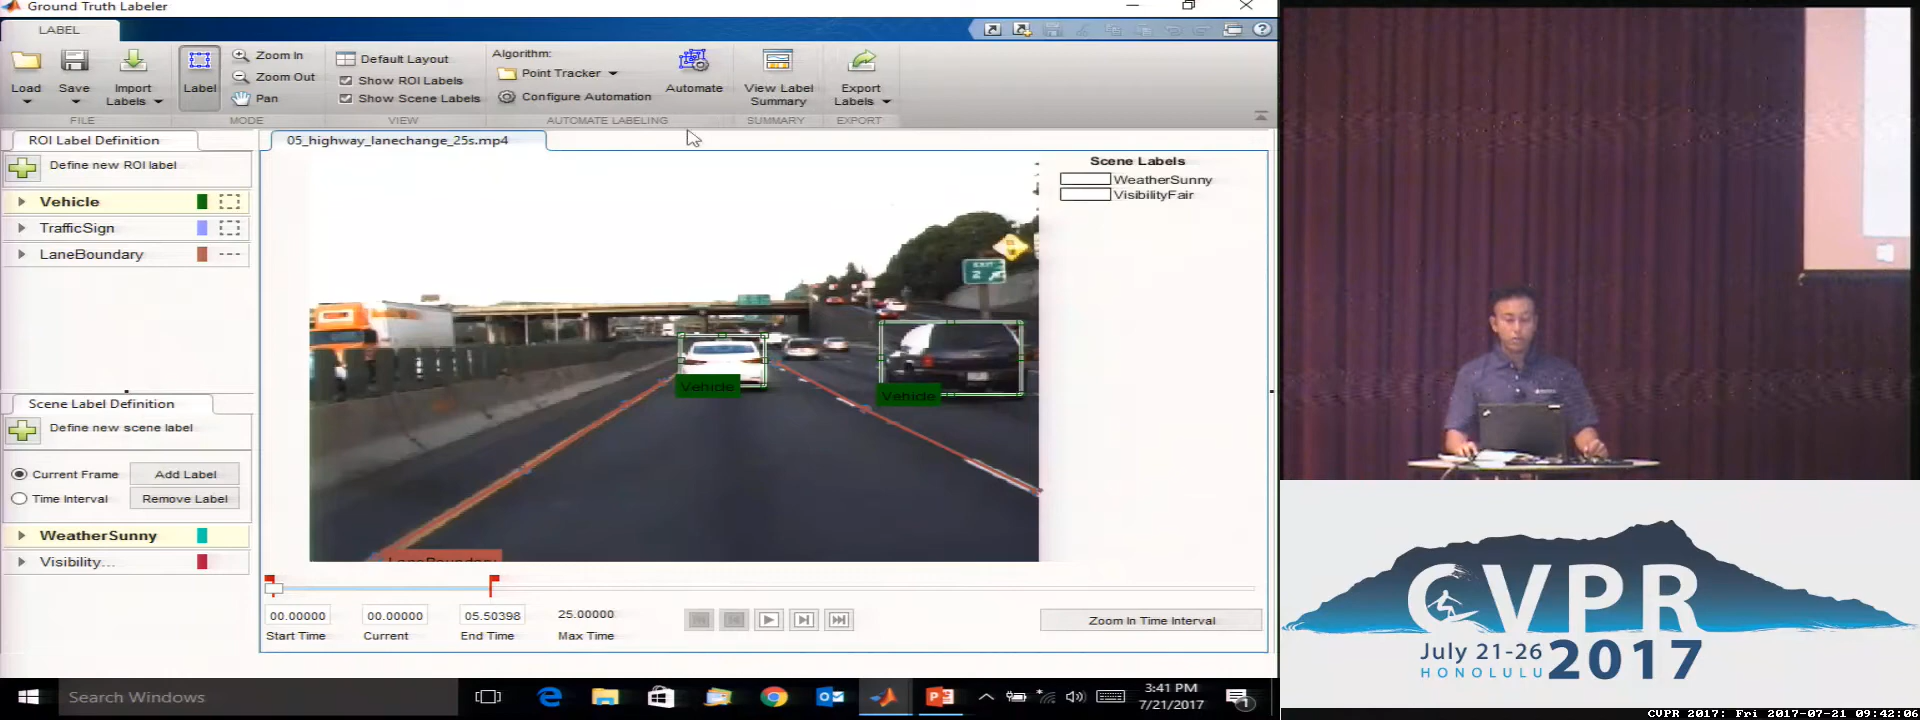 Ground Truth Labeler
LABEL
Load
Save
Import Labels
FILE
Label
Zoom In
Zoom Out
Pan
MODE
Default Layout
Show ROI Labels
Show Scene Labels
VIEW
Algorithm:
Point Tracker
Configure Automation
Automate
AUTOMATE LABELING
View Label Summary
SUMMARY
Export Labels
EXPORT
ROI Label Definition
Define new ROI label
Vehicle
TrafficSign
LaneBoundary
Scene Label Definition
Define new scene label
Current Frame
Add Label
Time Interval
Remove Label
WeatherSunny
Visibility...
05_highway_lanechange_25s.mp4
Scene Labels
WeatherSunny
VisibilityFair
EXIT
2
Vehicle
Vehicle
LaneBoundary
00.00000
00.00000
05.50398
25.00000
Start Time
Current
End Time
Max Time
Zoom In Time Interval
Search Windows
3:41 PM
7/21/2017
1
CVPR
July 21-26
HONOLULU 2017
CVPR 2017: Fri 2017-07-21 09:42:06